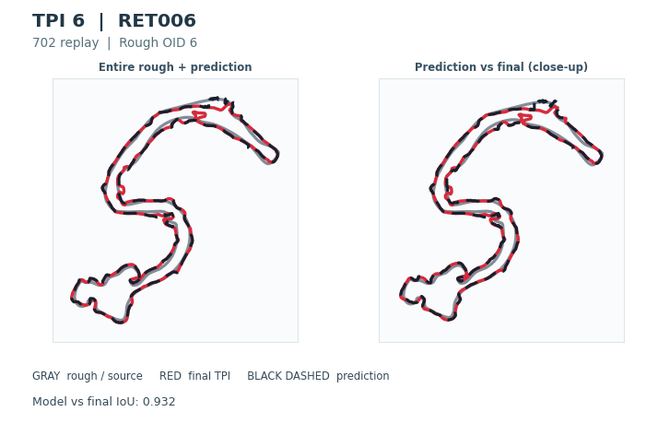 TPI 6 | RET006
702 replay | Rough OID 6
Entire rough + prediction
Prediction vs final (close-up)
GRAY rough / source RED final TPI BLACK DASHED prediction
Model vs final IoU: 0.932